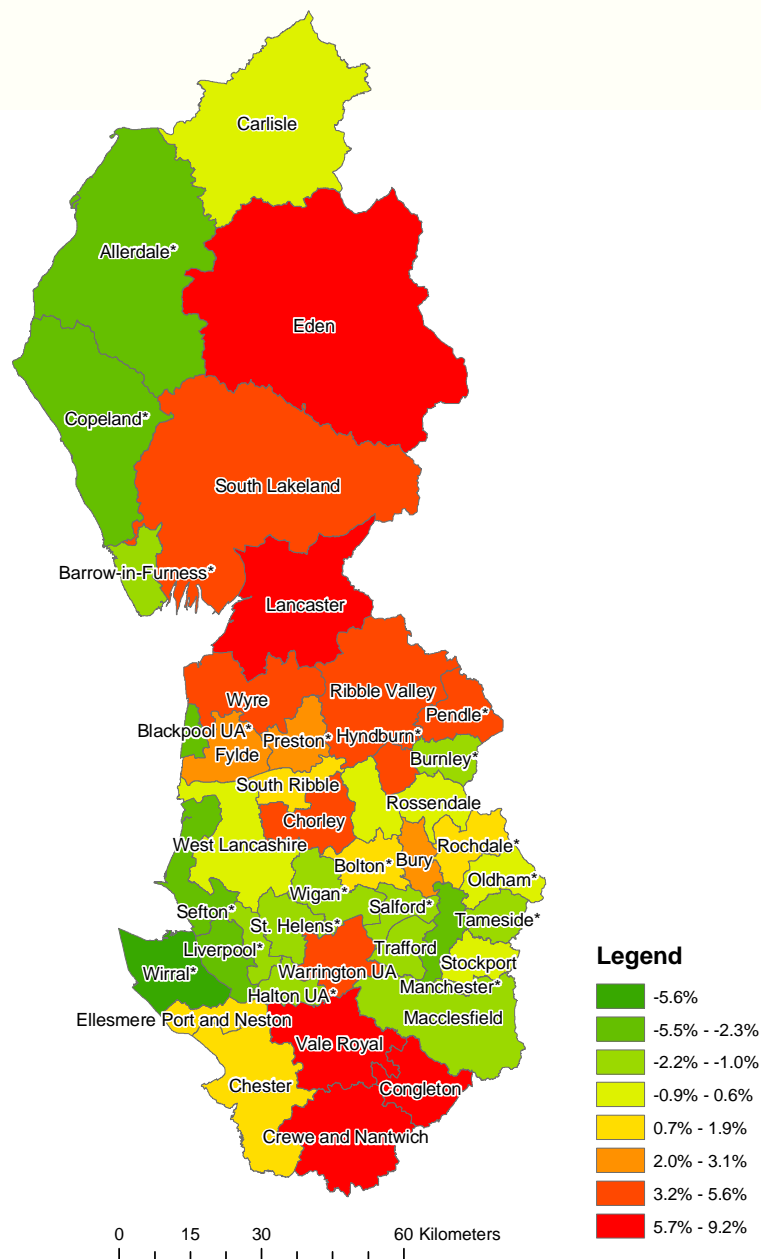 Carlisle
Allerdale*
Eden
Copeland*
South Lakeland
Barrow-in-Furness*
Lancaster
Ribble Valley
Wyre
Pendle*
Blackpool UA*
Hyndburn*
Preston*
Fylde
Burnley*
South Ribble
Rossendale
Chorley
West Lancashire
Rochdale*
Bury
Bolton*
Oldham*
Wigan*
Salford*
Sefton*
Tameside*
St. Helens*
Trafford
Liverpool*
Stockport
Wirral*
Warrington UA
Manchester*
Halton UA*
Macclesfield
Ellesmere Port and Neston
Vale Royal
Chester
Congleton
Crewe and Nantwich
Legend
-5.6%
-5.5% - -2.3%
-2.2% - -1.0%
-0.9% - 0.6%
0.7% - 1.9%
2.0% - 3.1%
3.2% - 5.6%
5.7% - 9.2%
0 15 30 60 Kilometers